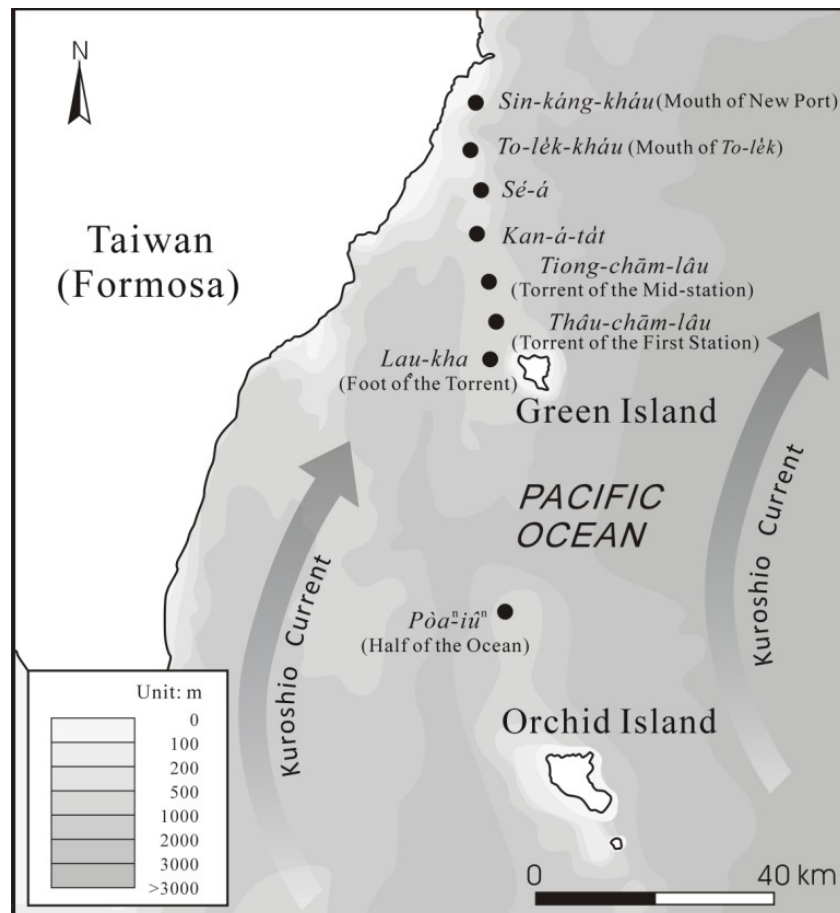 N
Sin-káng-kháu (Mouth of New Port)
To-le̍k-kháu (Mouth of To-le̍k)
Sé-á
Kan-á-ta̍t
Taiwan
(Formosa)
Tiong-chām-lâu
(Torrent of the Mid-station)
Thâu-chām-lâu
(Torrent of the First Station)
Lau-kha
(Foot of the Torrent)
Green Island
PACIFIC
OCEAN
Kuroshio Current
Kuroshio Current
Pòaⁿ-iûⁿ
(Half of the Ocean)
Orchid Island
Unit: m
0
100
200
500
1000
2000
3000
>3000
0 40 km